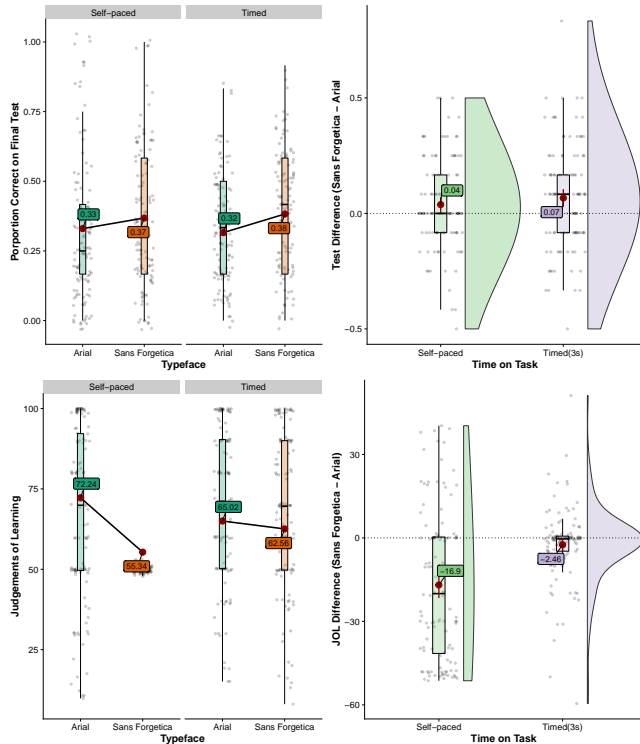 Self−paced
Timed
Porportion Correct on Final Test
1.00
0.75
0.50
0.25
0.00
0.33
0.37
0.32
0.38
Arial
Sans Forgetica
Arial
Sans Forgetica
Typeface
Test Difference (Sans Forgetica − Arial)
0.5
0.0
−0.5
0.04
0.07
Self−paced
Timed(3s)
Time on Task
Self−paced
Timed
Judgements of Learning
100
75
50
25
72.24
55.34
65.02
62.56
Arial
Sans Forgetica
Arial
Sans Forgetica
Typeface
JOL Difference (Sans Forgetica − Arial)
30
0
−30
−60
−16.9
−2.46
Self−paced
Timed(3s)
Time on Task